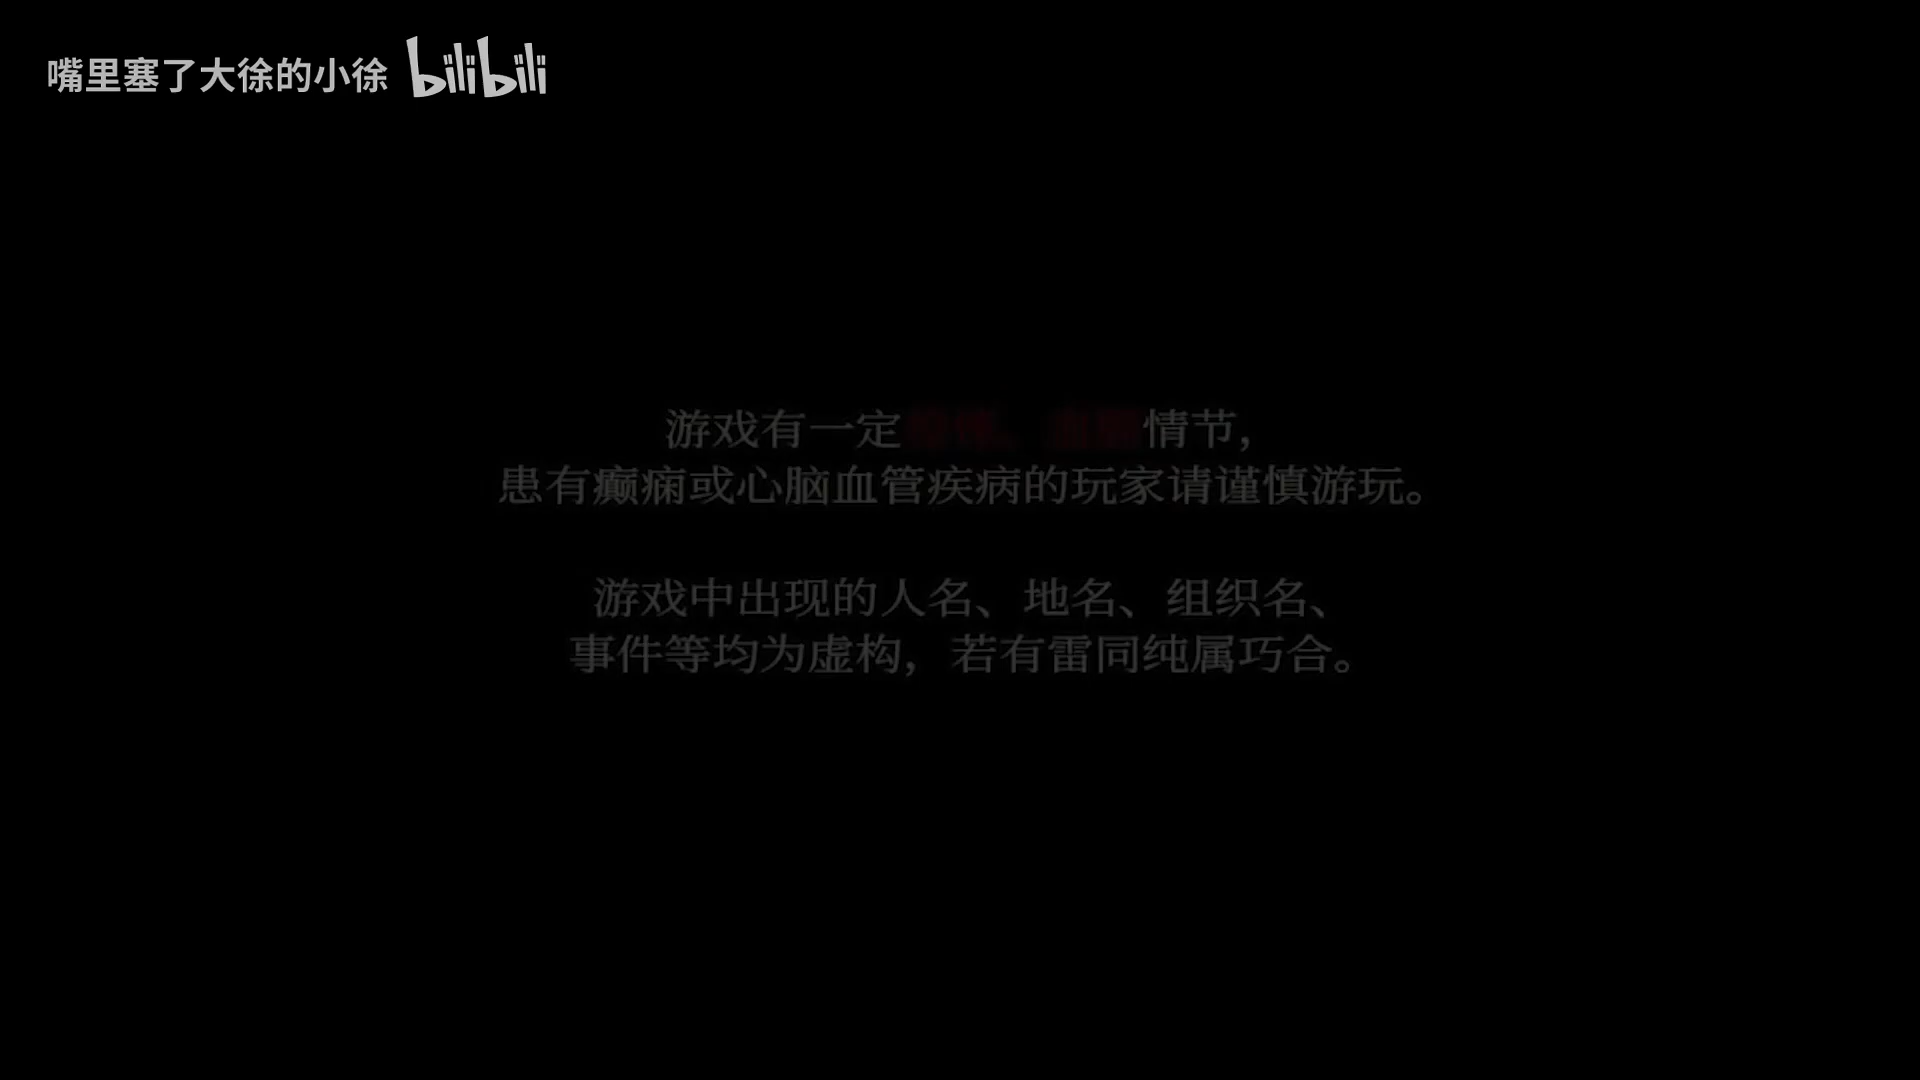 嘴里塞了大徐的小徐 bilibili
游戏有一定、情节，
患有癫痫或心脑血管疾病的玩家请谨慎游玩。
游戏中出现的人名、地名、组织名、
事件等均为虚构，若有雷同纯属巧合。